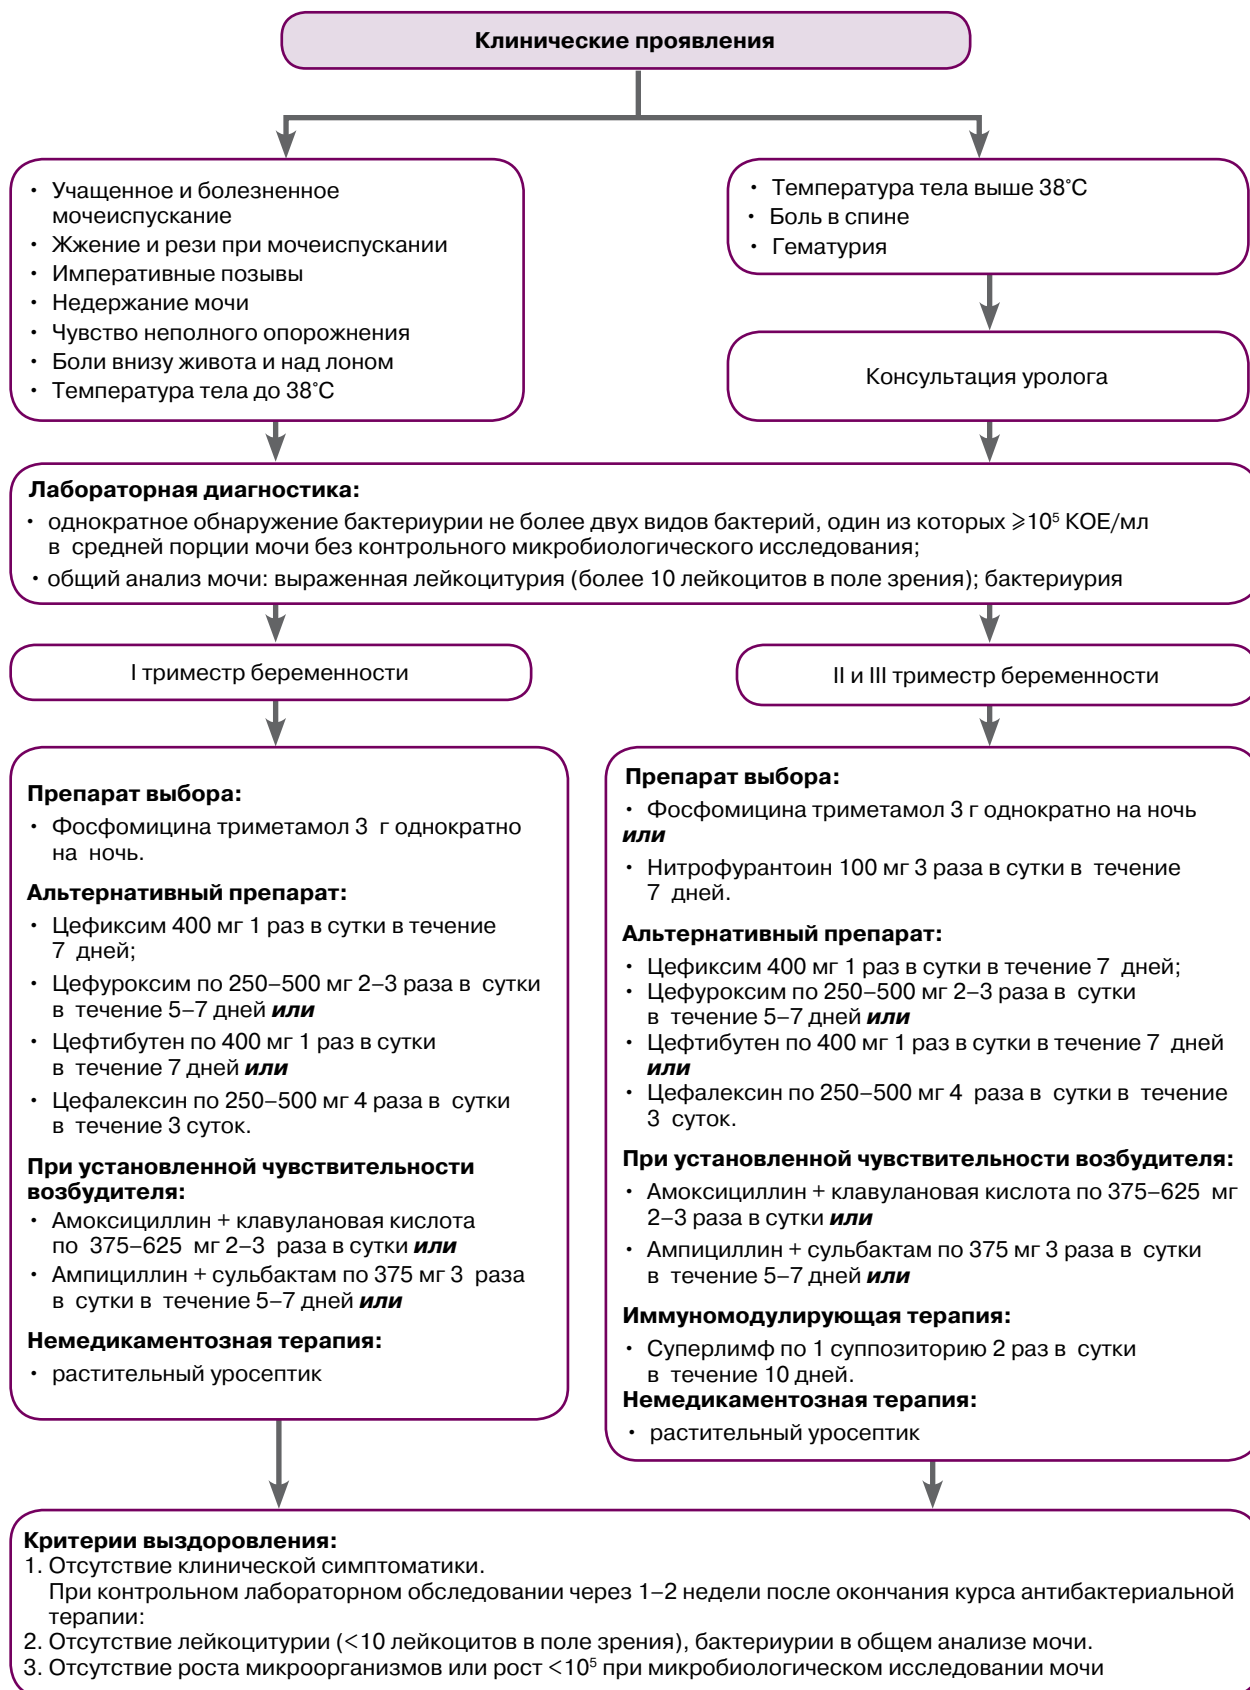 Клинические проявления
• Учащенное и болезненное
мочеиспускание
• Жжение и рези при мочеиспускании
• Императивные позывы
• Недержание мочи
• Чувство неполного опорожнения
• Боли внизу живота и над лоном
• Температура тела до 38°С
• Температура тела выше 38°С
• Боль в спине
• Гематурия
Консультация уролога
Лабораторная диагностика:
• однократное обнаружение бактериурии не более двух видов бактерий, один из которых ⩾10⁵ КОЕ/мл
в средней порции мочи без контрольного микробиологического исследования;
• общий анализ мочи: выраженная лейкоцитурия (более 10 лейкоцитов в поле зрения); бактериурия
I триместр беременности
II и III триместр беременности
Препарат выбора:
• Фосфомицина триметамол 3 г однократно
на ночь.
Альтернативный препарат:
• Цефиксим 400 мг 1 раз в сутки в течение
7 дней;
• Цефуроксим по 250–500 мг 2–3 раза в сутки
в течение 5–7 дней или
• Цефтибутен по 400 мг 1 раз в сутки
в течение 7 дней или
• Цефалексин по 250–500 мг 4 раза в сутки
в течение 3 суток.
При установленной чувствительности
возбудителя:
• Амоксициллин + клавулановая кислота
по 375–625 мг 2–3 раза в сутки или
• Ампициллин + сульбактам по 375 мг 3 раза
в сутки в течение 5–7 дней или
Немедикаментозная терапия:
• растительный уросептик
Препарат выбора:
• Фосфомицина триметамол 3 г однократно на ночь
или
• Нитрофурантоин 100 мг 3 раза в сутки в течение
7 дней.
Альтернативный препарат:
• Цефиксим 400 мг 1 раз в сутки в течение 7 дней;
• Цефуроксим по 250–500 мг 2–3 раза в сутки
в течение 5–7 дней или
• Цефтибутен по 400 мг 1 раз в сутки в течение 7 дней
или
• Цефалексин по 250–500 мг 4 раза в сутки в течение
3 суток.
При установленной чувствительности возбудителя:
• Амоксициллин + клавулановая кислота по 375–625 мг
2–3 раза в сутки или
• Ампициллин + сульбактам по 375 мг 3 раза в сутки
в течение 5–7 дней или
Иммуномодулирующая терапия:
• Суперлимф по 1 суппозиторию 2 раз в сутки
в течение 10 дней.
Немедикаментозная терапия:
• растительный уросептик
Критерии выздоровления:
1. Отсутствие клинической симптоматики.
При контрольном лабораторном обследовании через 1–2 недели после окончания курса антибактериальной
терапии:
2. Отсутствие лейкоцитурии (<10 лейкоцитов в поле зрения), бактериурии в общем анализе мочи.
3. Отсутствие роста микроорганизмов или рост <10⁵ при микробиологическом исследовании мочи